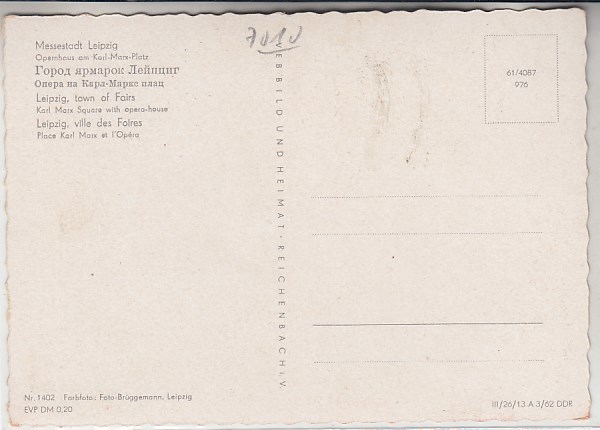 Messestadt Leipzig
Opernhaus am Karl-Marx-Platz
Город ярмарок Лейпциг
Опера на Карл-Маркс плац
Leipzig, town of Fairs
Karl Marx Square with opera-house
Leipzig, ville des Foires
Place Karl Marx et l'Opéra
7010
VEB BILD UND HEIMAT · REICHENBACH i. V.
61/4087
976
Nr. 1402 Farbfoto: Foto-Brüggemann, Leipzig
EVP DM 0,20
III/26/13 A 3/62 DDR